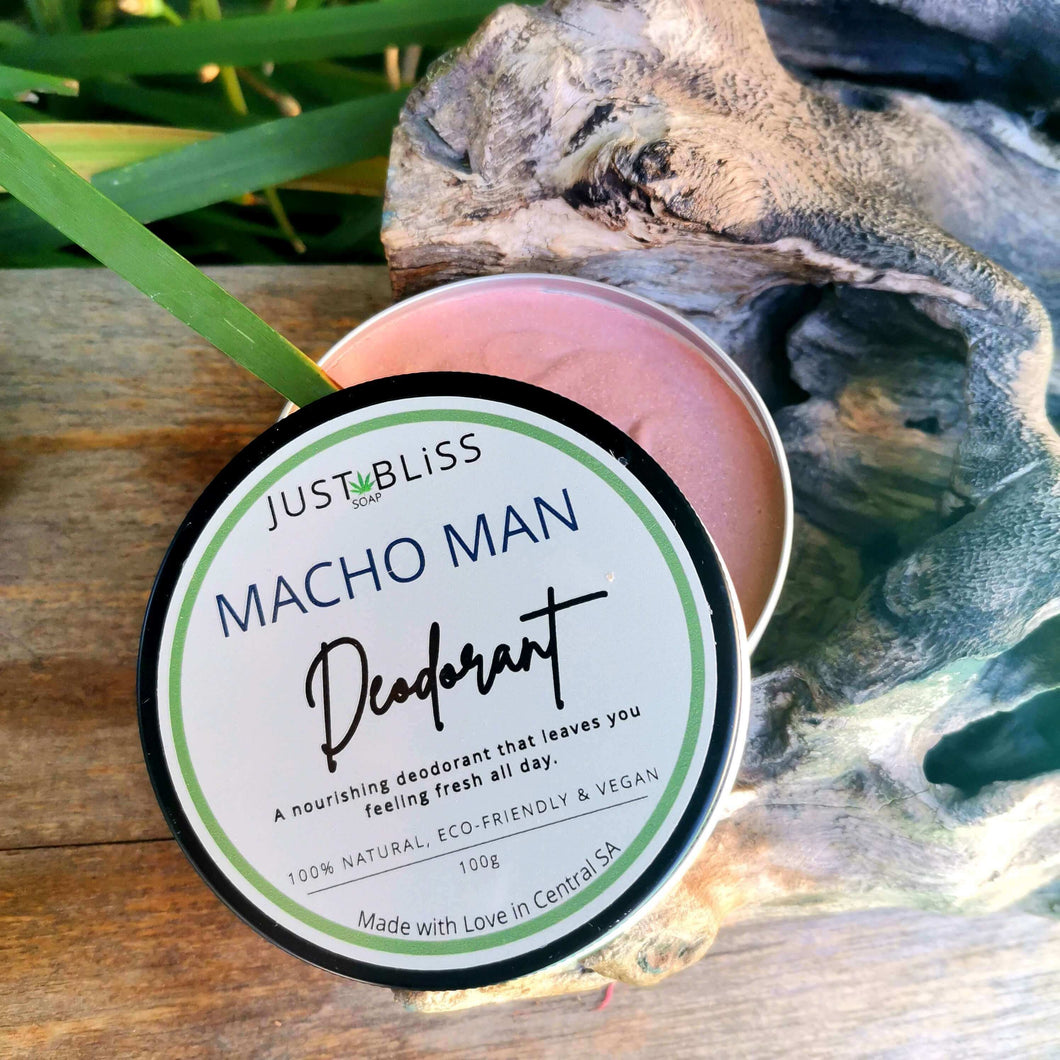 JUST BLiSS
SOAP
MACHO MAN
Deodorant
A nourishing deodorant that leaves you
feeling fresh all day.
100% NATURAL, ECO-FRIENDLY & VEGAN
100g
Made with Love in Central SA